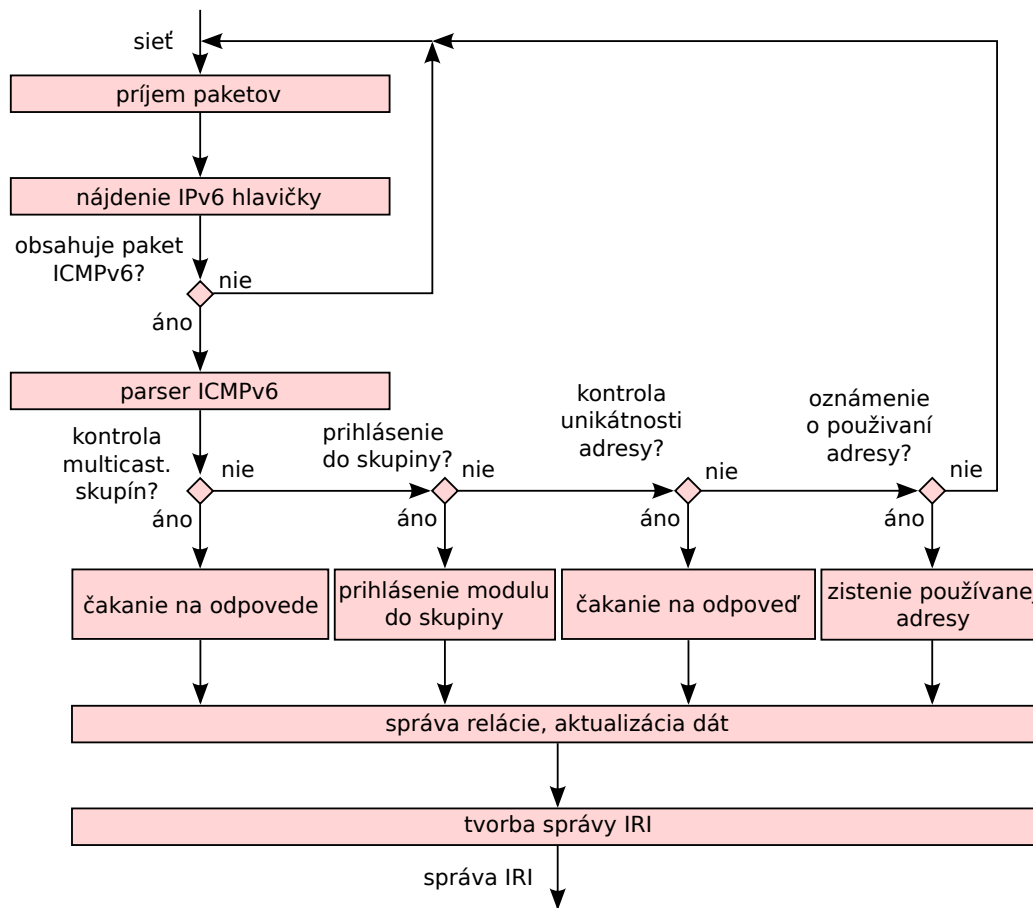 sieť
príjem paketov
nájdenie IPv6 hlavičky
obsahuje paket
ICMPv6?
nie
áno
parser ICMPv6
kontrola
multicast.
skupín?
nie
áno
prihlásenie
do skupiny?
nie
áno
kontrola
unikátnosti
adresy?
nie
áno
oznámenie
o použivaní
adresy?
nie
áno
čakanie na odpovede
prihlásenie modulu
do skupiny
čakanie na odpoveď
zistenie používanej
adresy
správa relácie, aktualizácia dát
tvorba správy IRI
správa IRI